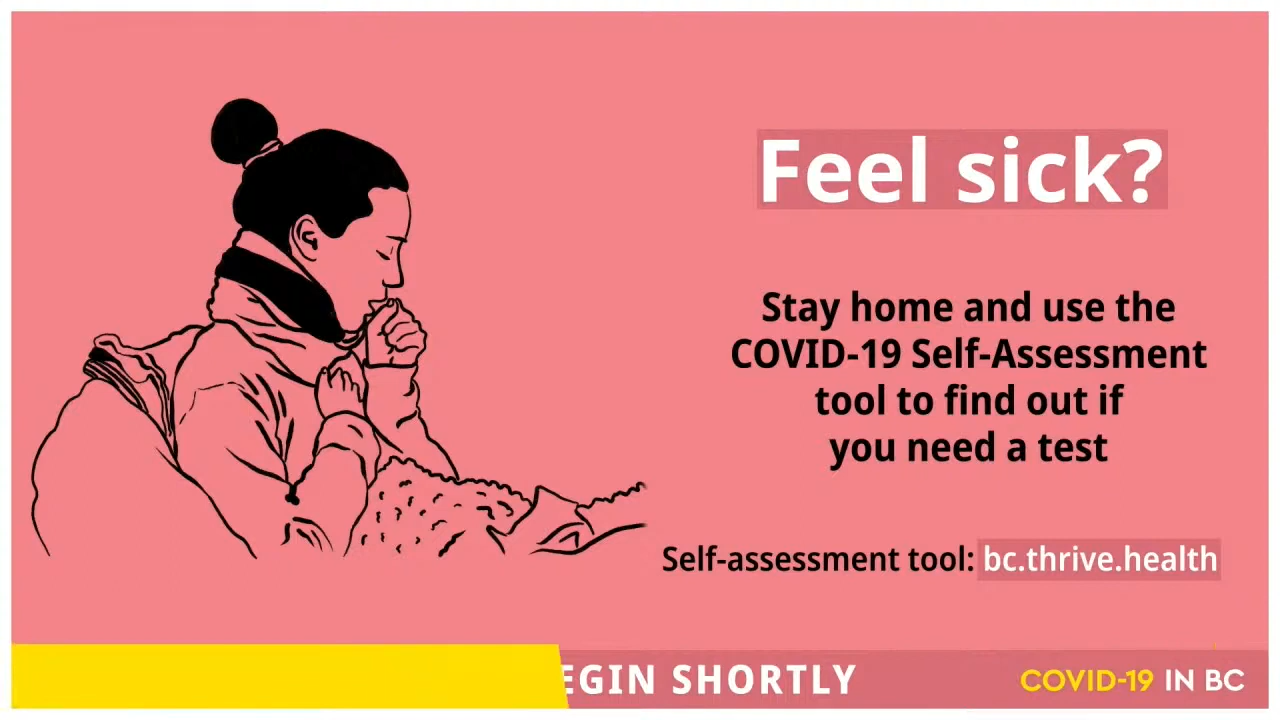 Feel sick?
Stay home and use the
COVID-19 Self-Assessment
tool to find out if
you need a test
Self-assessment tool: bc.thrive.health
SHORTLY
COVID-19 IN BC